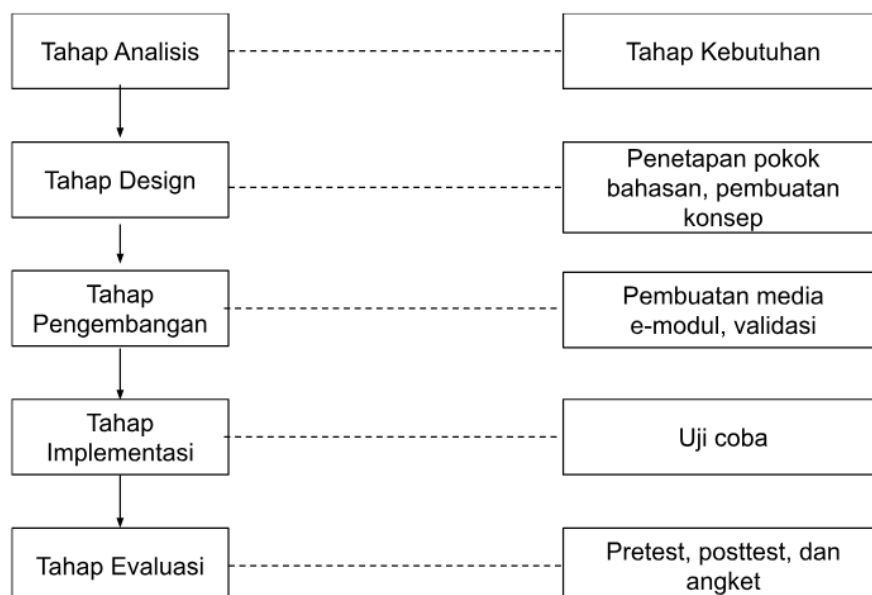 Tahap Analisis
Tahap Kebutuhan
Tahap Design
Penetapan pokok
bahasan, pembuatan
konsep
Tahap
Pengembangan
Pembuatan media
e-modul, validasi
Tahap
Implementasi
Uji coba
Tahap Evaluasi
Pretest, posttest, dan
angket